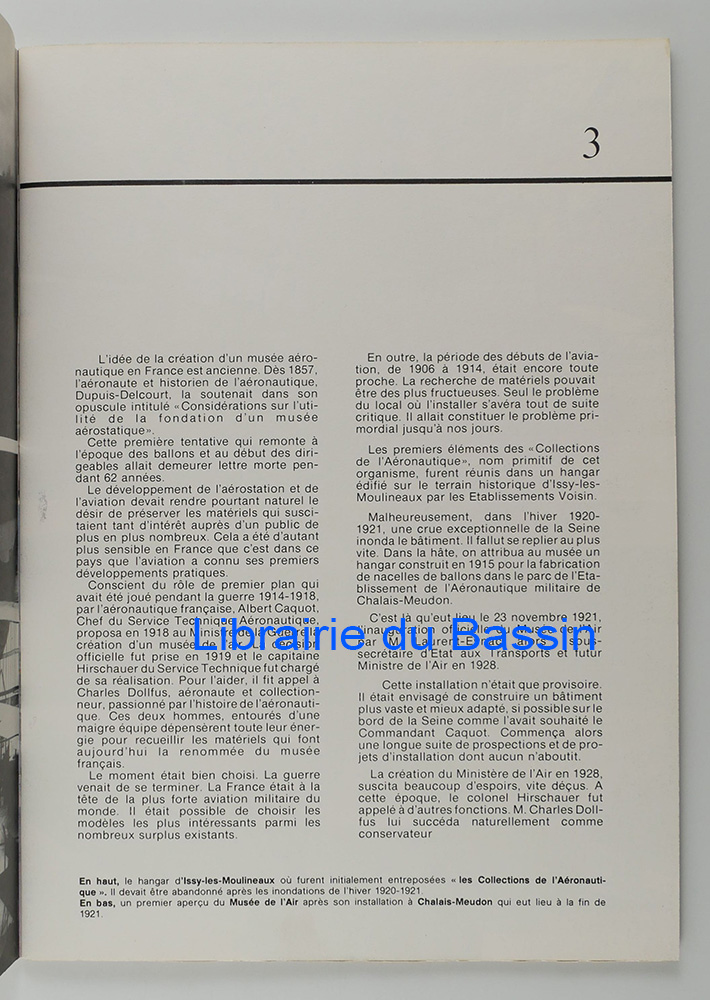 3
L'idée de la création d'un musée aéro-
nautique en France est ancienne. Dès 1857,
l'aéronaute et historien de l'aéronautique,
Dupuis-Delcourt, la soutenait dans son
opuscule intitulé «Considérations sur l'uti-
lité de la fondation d'un musée
aérostatique».
Cette première tentative qui remonte à
l'époque des ballons et au début des diri-
geables allait demeurer lettre morte pen-
dant 62 années.
Le développement de l'aérostation et de
l'aviation devait rendre pourtant naturel le
désir de préserver les matériels qui susci-
taient tant d'intérêt auprès d'un public de
plus en plus nombreux. Cela a été d'autant
plus sensible en France que c'est dans ce
pays que l'aviation a connu ses premiers
développements pratiques.
Conscient du rôle de premier plan qui
avait été joué pendant la guerre 1914-1918,
par l'aéronautique française, Albert Caquot,
Chef du Service Technique Aéronautique,
proposa en 1918 au Ministre de la Guerre la
création d'un musée de l'air. La décision
officielle fut prise en 1919 et le capitaine
Hirschauer du Service Technique fut chargé
de sa réalisation. Pour l'aider, il fit appel à
Charles Dollfus, aéronaute et collection-
neur, passionné par l'histoire de l'aéronauti-
que. Ces deux hommes, entourés d'une
maigre équipe dépensèrent toute leur éner-
gie pour recueillir les matériels qui font
aujourd'hui la renommée du musée
français.
Le moment était bien choisi. La guerre
venait de se terminer. La France était à la
tête de la plus forte aviation militaire du
monde. Il était possible de choisir les
modèles les plus intéressants parmi les
nombreux surplus existants.
En outre, la période des débuts de l'avia-
tion, de 1906 à 1914, était encore toute
proche. La recherche de matériels pouvait
être des plus fructueuses. Seul le problème
du local où l'installer s'avéra tout de suite
critique. Il allait constituer le problème pri-
mordial jusqu'à nos jours.
Les premiers éléments des «Collections
de l'Aéronautique», nom primitif de cet
organisme, furent réunis dans un hangar
édifié sur le terrain historique d'Issy-les-
Moulineaux par les Etablissements Voisin.
Malheureusement, dans l'hiver 1920-
1921, une crue exceptionnelle de la Seine
inonda le bâtiment. Il fallut se replier au plus
vite. Dans la hâte, on attribua au musée un
hangar construit en 1915 pour la fabrication
de nacelles de ballons dans le parc de l'Eta-
blissement de l'Aéronautique militaire de
Chalais-Meudon.
C'est là qu'eut lieu, le 23 novembre 1921,
l'inauguration officielle du Musée de l'Air
par M. Laurent-Eynac, alors sous-
secrétaire d'Etat aux Transports et futur
Ministre de l'Air en 1928.
Cette installation n'était que provisoire.
Il était envisagé de construire un bâtiment
plus vaste et mieux adapté, si possible sur le
bord de la Seine comme l'avait souhaité le
Commandant Caquot. Commença alors
une longue suite de prospections et de pro-
jets d'installation dont aucun n'aboutit.
La création du Ministère de l'Air en 1928,
suscita beaucoup d'espoirs, vite déçus. A
cette époque, le colonel Hirschauer fut
appelé à d'autres fonctions. M. Charles Doll-
fus lui succéda naturellement comme
conservateur
Librairie du Bassin
En haut, le hangar d'Issy-les-Moulineaux où furent initialement entreposées « les Collections de l'Aéronauti-
que ». Il devait être abandonné après les inondations de l'hiver 1920-1921.
En bas, un premier aperçu du Musée de l'Air après son installation à Chalais-Meudon qui eut lieu à la fin de
1921.